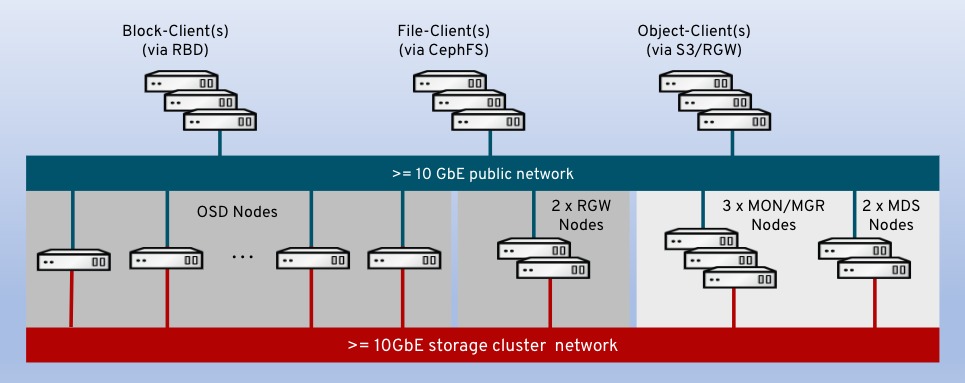 Block-Client(s)
(via RBD)
File-Client(s)
(via CephFS)
Object-Client(s)
(via S3/RGW)
>= 10 GbE public network
OSD Nodes
...
2 x RGW
Nodes
3 x MON/MGR
Nodes
2 x MDS
Nodes
>= 10GbE storage cluster network